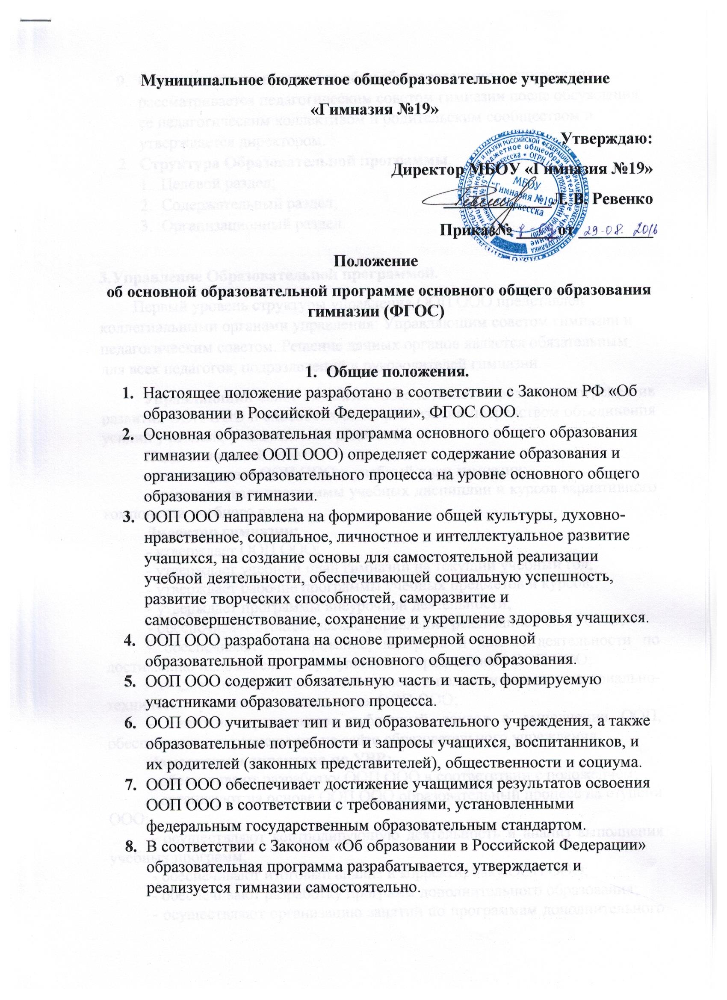 Муниципальное бюджетное общеобразовательное учреждение
«Гимназия №19»
Утверждаю:
Директор МБОУ «Гимназия №19»
Л. В. Ревенко
Приказ№ от 29-08. 2016
МБОУ
"Гимназия №19"
г. Черкесска
Положение
об основной образовательной программе основного общего образования
гимназии (ФГОС)
1. Общие положения.
1. Настоящее положение разработано в соответствии с Законом РФ «Об
образовании в Российской Федерации», ФГОС ООО.
2. Основная образовательная программа основного общего образования
гимназии (далее ООП ООО) определяет содержание образования и
организацию образовательного процесса на уровне основного общего
образования в гимназии.
3. ООП ООО направлена на формирование общей культуры, духовно-
нравственное, социальное, личностное и интеллектуальное развитие
учащихся, на создание основы для самостоятельной реализации
учебной деятельности, обеспечивающей социальную успешность,
развитие творческих способностей, саморазвитие и
самосовершенствование, сохранение и укрепление здоровья учащихся.
4. ООП ООО разработана на основе примерной основной
образовательной программы основного общего образования.
5. ООП ООО содержит обязательную часть и часть, формируемую
участниками образовательного процесса.
6. ООП ООО учитывает тип и вид образовательного учреждения, а также
образовательные потребности и запросы учащихся, воспитанников, и
их родителей (законных представителей), общественности и социума.
7. ООП ООО обеспечивает достижение учащимися результатов освоения
ООП ООО в соответствии с требованиями, установленными
федеральным государственным образовательным стандартом.
8. В соответствии с Законом «Об образовании в Российской Федерации»
образовательная программа разрабатывается, утверждается и
реализуется гимназии самостоятельно.